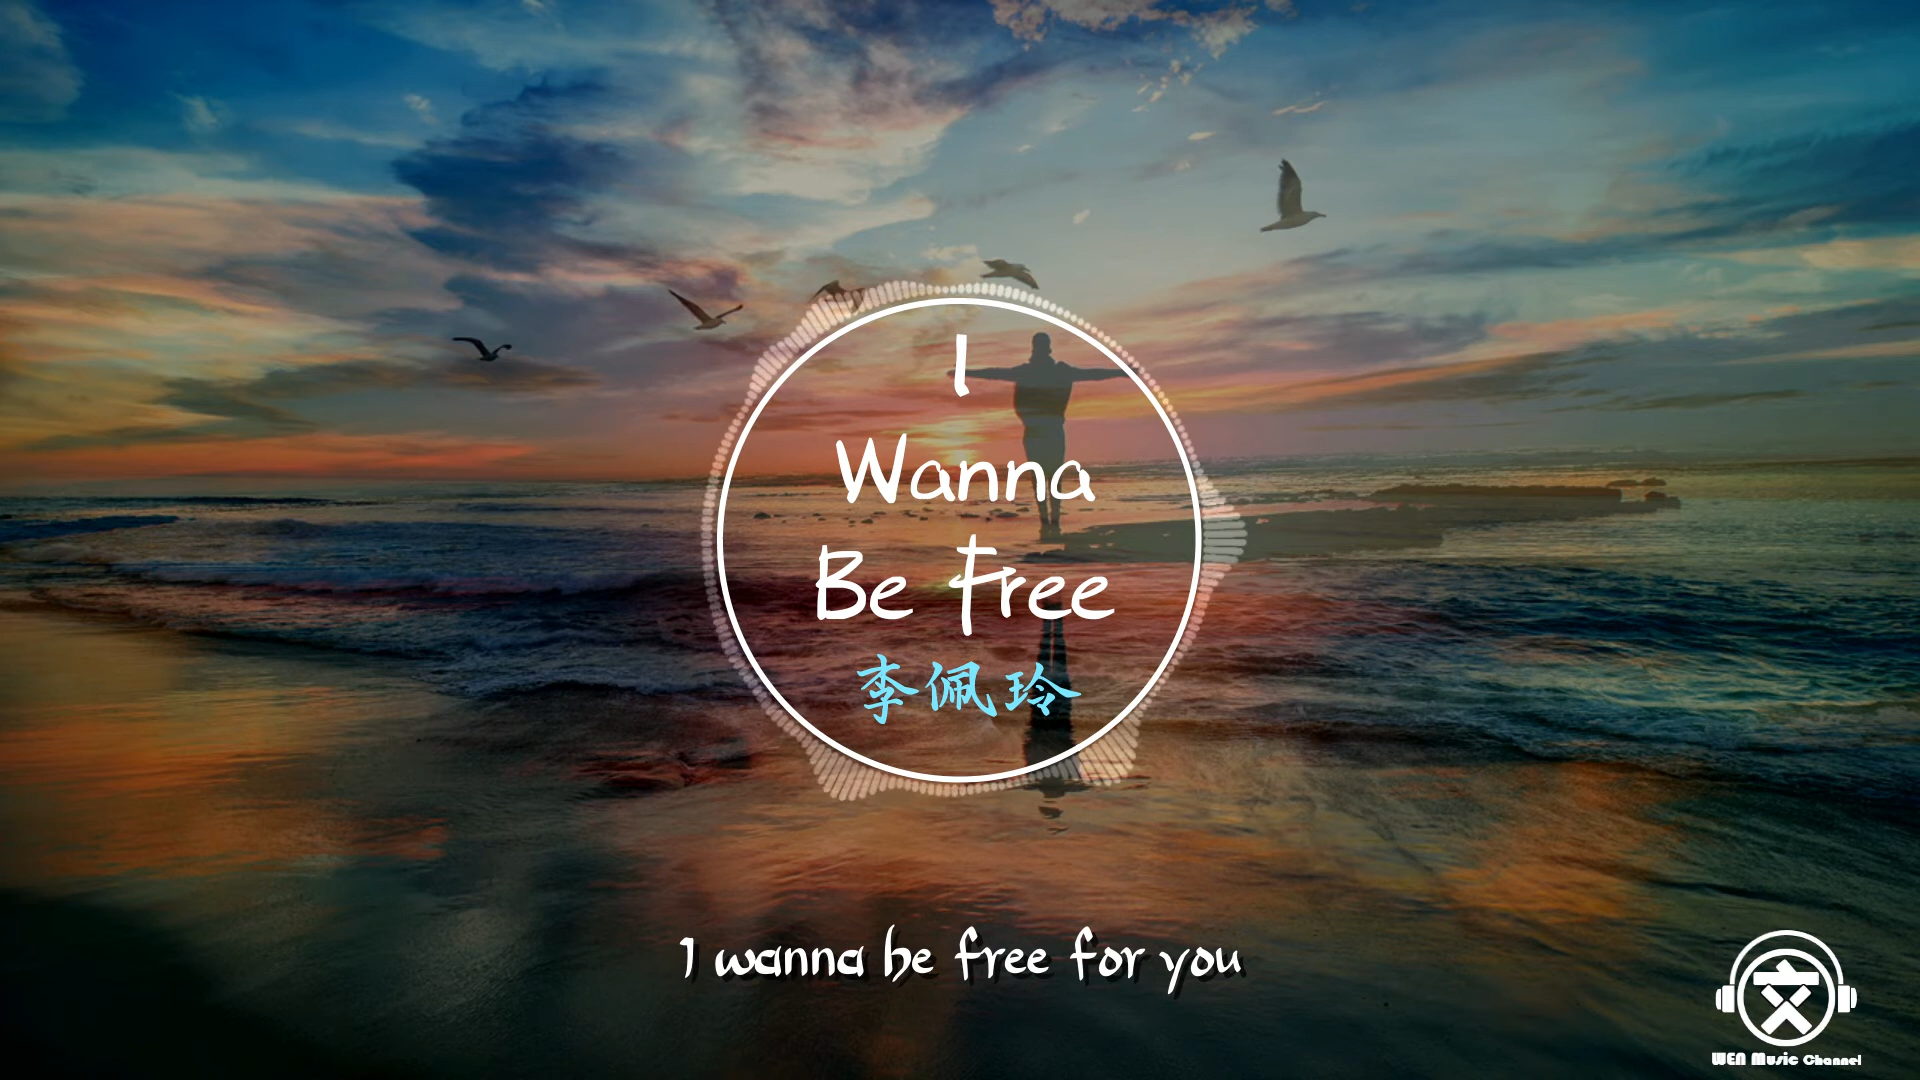 I
Wanna
Be Free
李佩玲
I wanna be free for you
文
WEN Music Channel